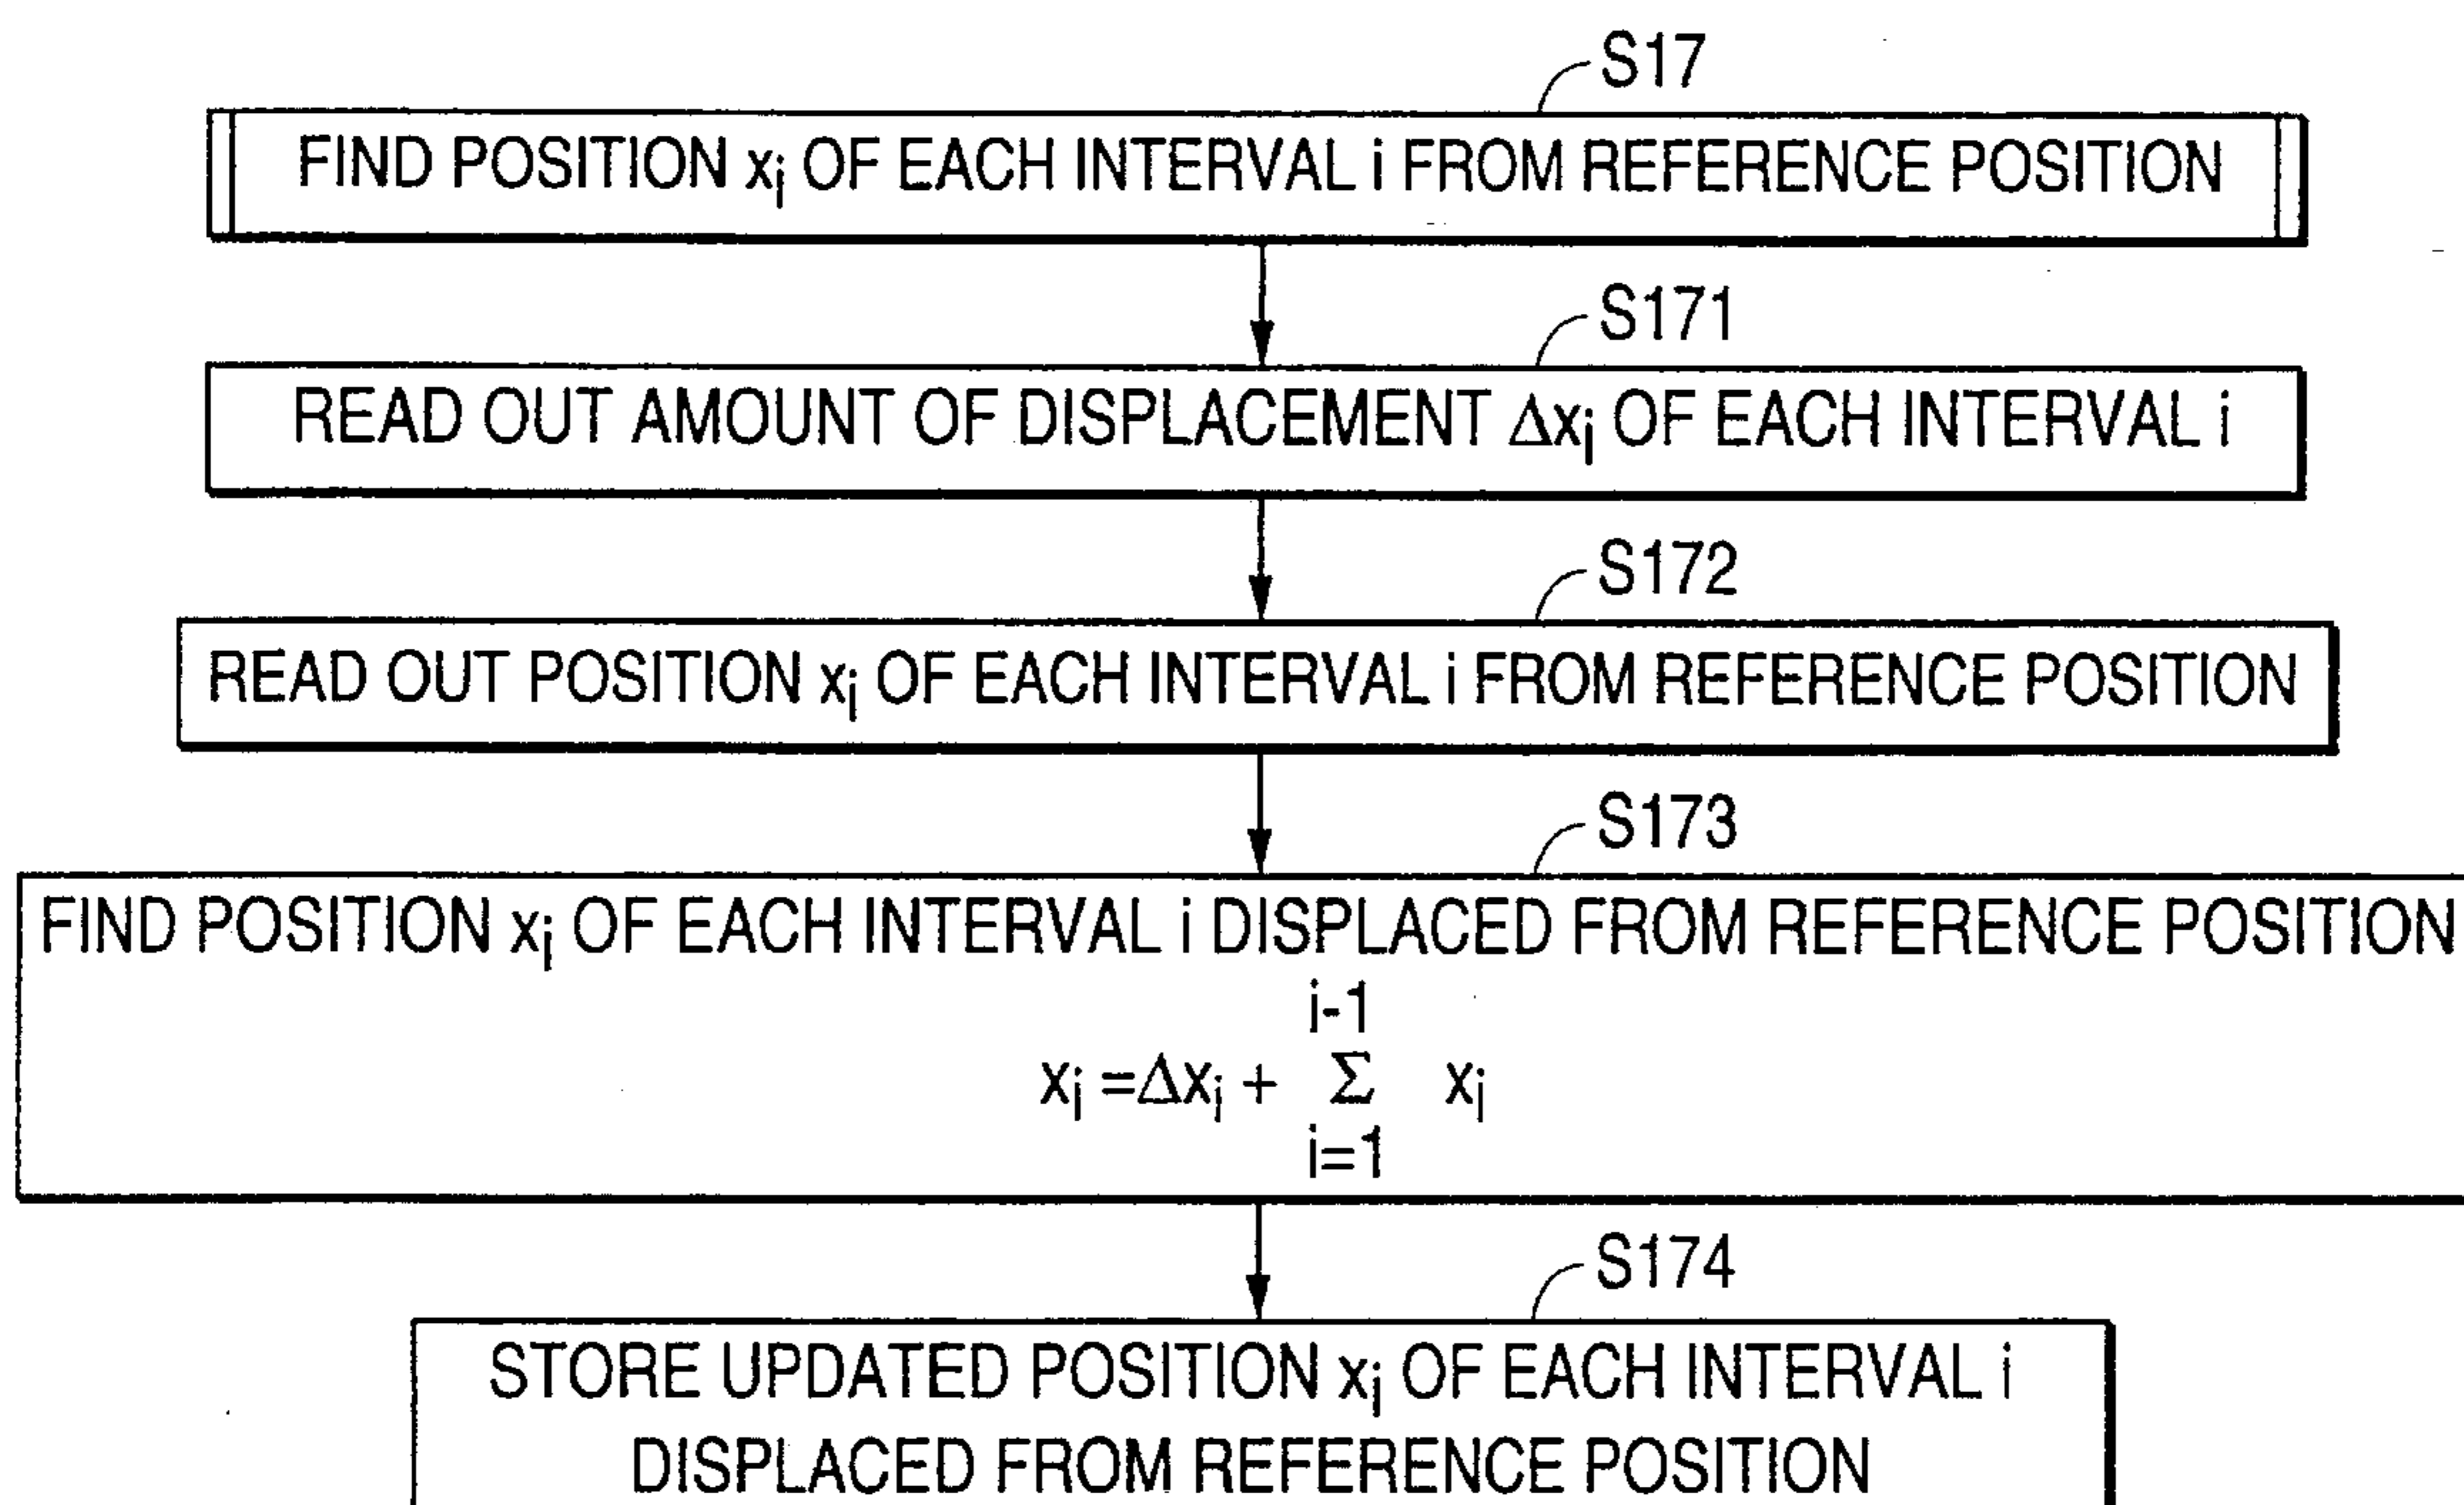 S17
FIND POSITION xi OF EACH INTERVAL i FROM REFERENCE POSITION
S171
READ OUT AMOUNT OF DISPLACEMENT Δxi OF EACH INTERVAL i
S172
READ OUT POSITION xi OF EACH INTERVAL i FROM REFERENCE POSITION
S173
FIND POSITION xi OF EACH INTERVAL i DISPLACED FROM REFERENCE POSITION
i-1
xi =Δxi + Σ xi
i=1
S174
STORE UPDATED POSITION xi OF EACH INTERVAL i
DISPLACED FROM REFERENCE POSITION